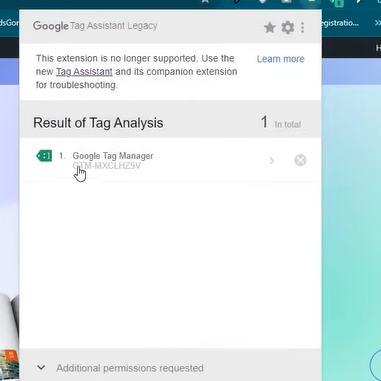 dsGor
egistratio...
Google Tag Assistant Legacy
This extension is no longer supported. Use the
new Tag Assistant and its companion extension
for troubleshooting.
Learn more
Result of Tag Analysis
1 In total
1. Google Tag Manager
GTM-MXCLHZ9V
Additional permissions requested